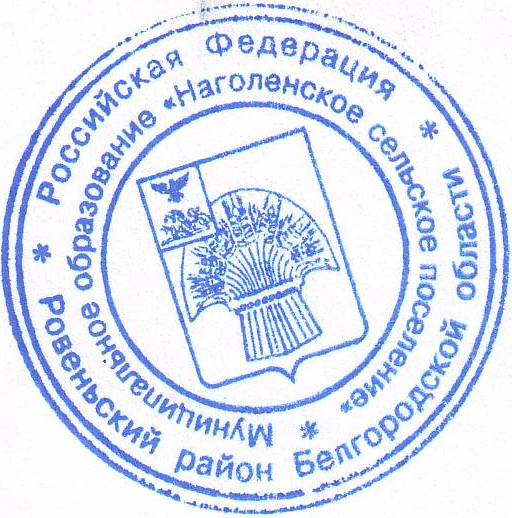 * Российская Федерация *
Ровеньский район Белгородской области
* Муниципальное образование «Наголенское сельское поселение»